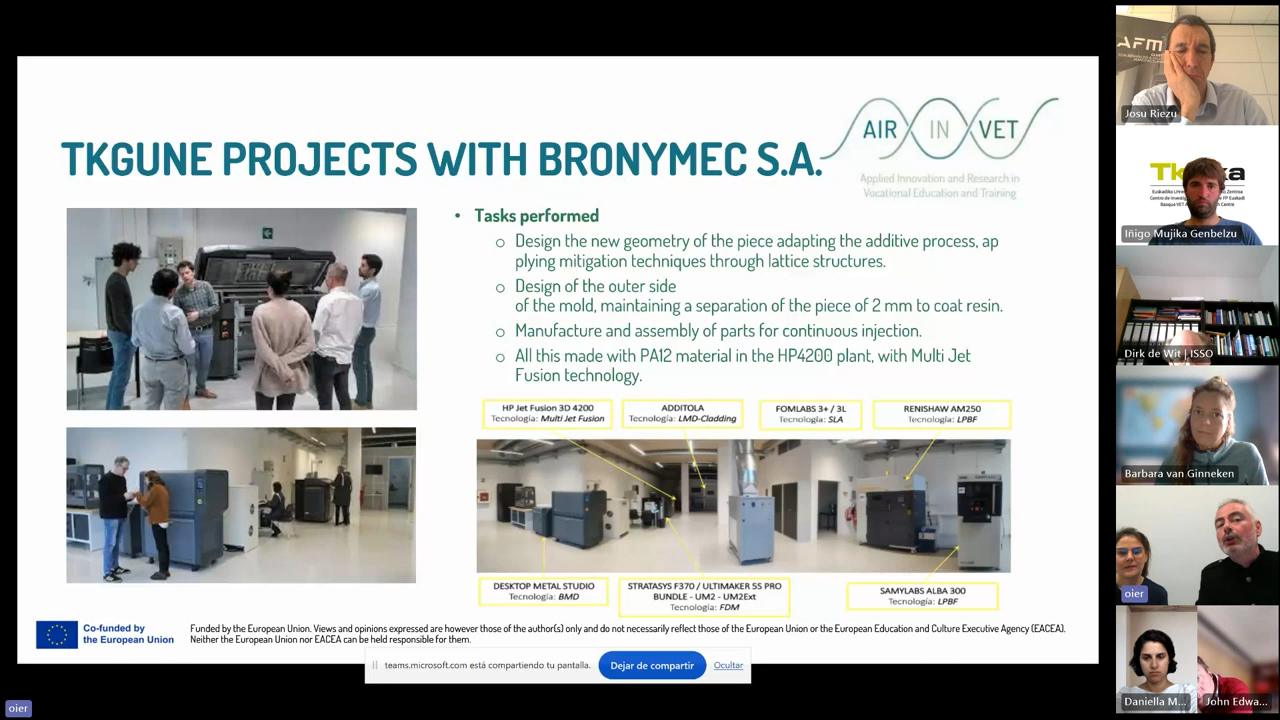 TKGUNE PROJECTS WITH BRONYMEC S.A.
AIR IN VET
Applied Innovation and Research in
Vocational Education and Training
• Tasks performed
o Design the new geometry of the piece adapting the additive process, ap
plying mitigation techniques through lattice structures.
o Design of the outer side
of the mold, maintaining a separation of the piece of 2 mm to coat resin.
o Manufacture and assembly of parts for continuous injection.
o All this made with PA12 material in the HP4200 plant, with Multi Jet
Fusion technology.
HP Jet Fusion 3D 4200
Tecnología: Multi Jet Fusion
ADDITOLA
Tecnología: LMD-Cladding
FOMLABS 3+ / 3L
Tecnología: SLA
RENISHAW AM250
Tecnología: LPBF
DESKTOP METAL STUDIO
Tecnología: BMD
STRATASYS F370 / ULTIMAKER S5 PRO
BUNDLE - UM2 - UM2Ext
Tecnología: FDM
SAMYLABS ALBA 300
Tecnología: LPBF
Co-funded by
the European Union
Funded by the European Union. Views and opinions expressed are however those of the author(s) only and do not necessarily reflect those of the European Union or the European Education and Culture Executive Agency (EACEA).
Neither the European Union nor EACEA can be held responsible for them.
teams.microsoft.com está compartiendo tu pantalla.
Dejar de compartir
Ocultar
oier
AFM
Josu Riezu
Iñigo Mujika Genbelzu
Dirk de Wit | ISSO
Barbara van Ginneken
oier
Daniella M...
John Edwa...